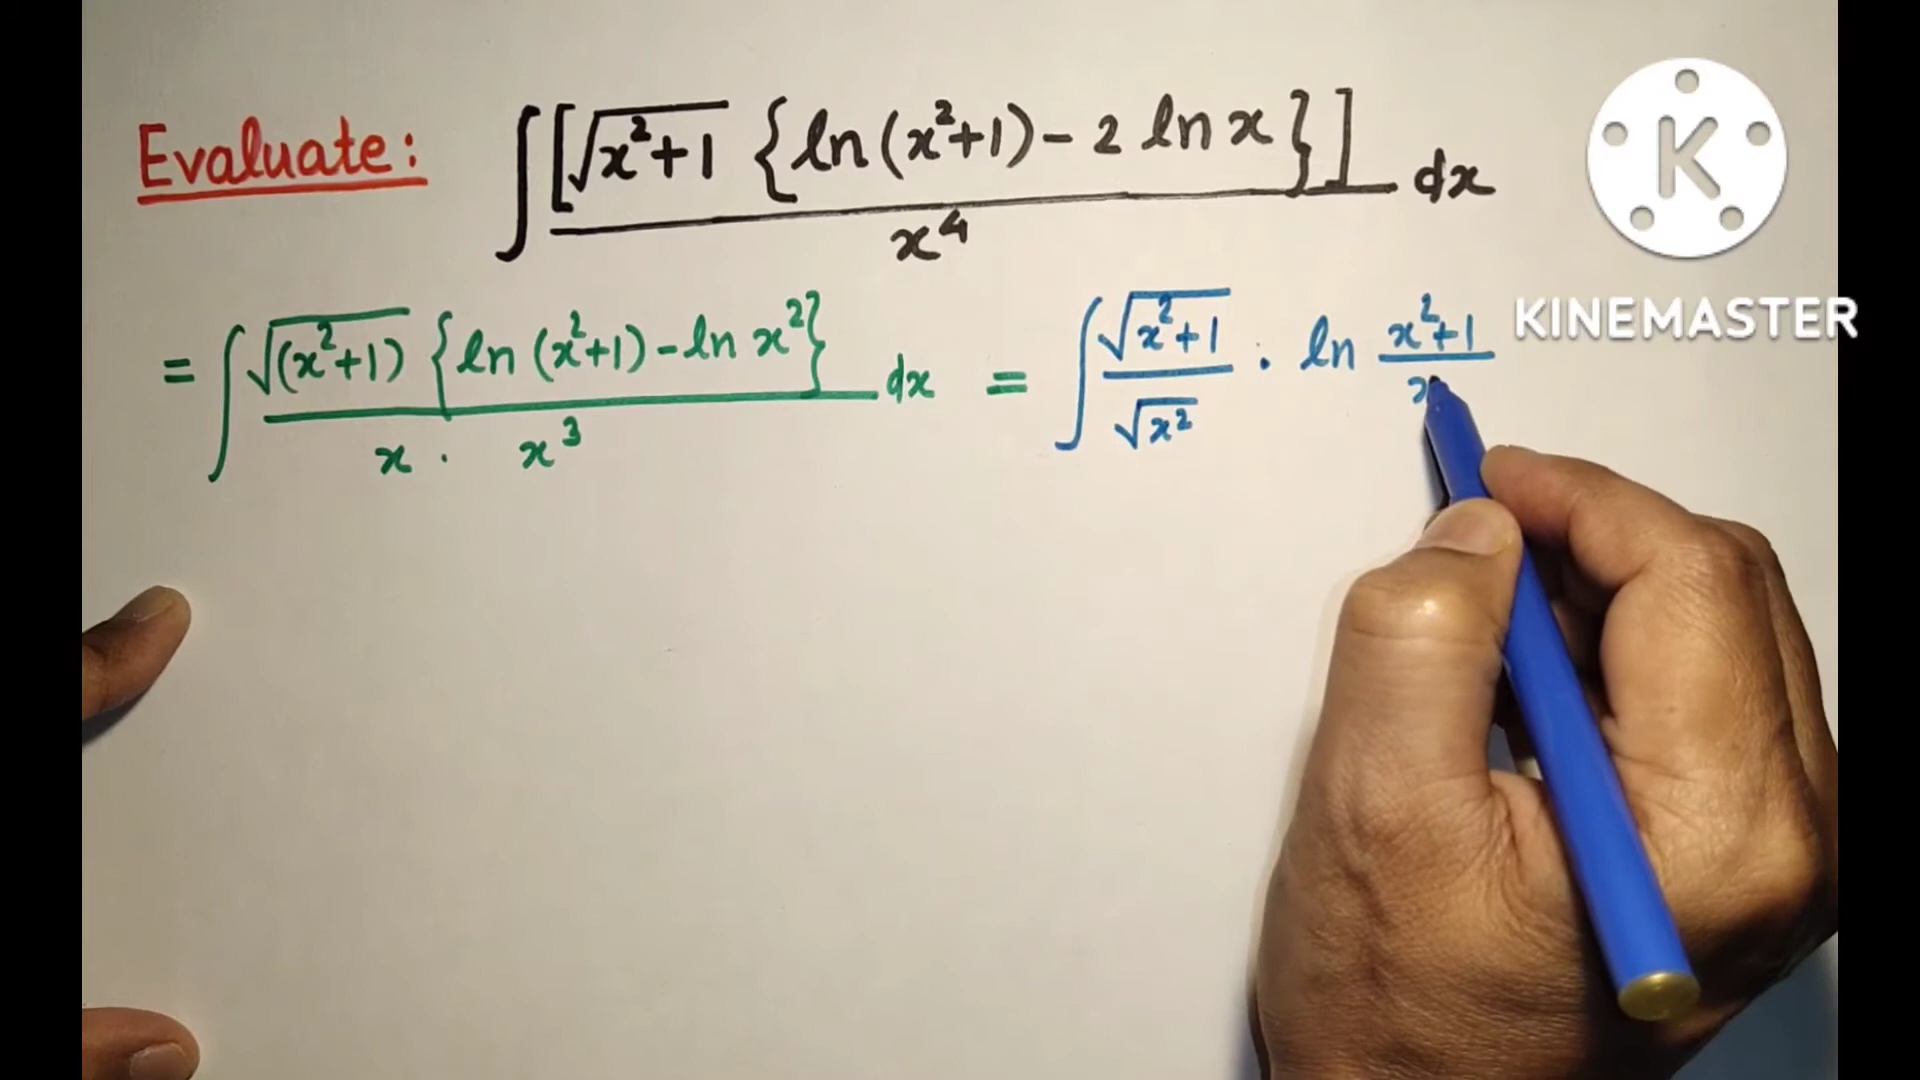 Evaluate: ∫ [√(x²+1) {ln(x²+1) - 2 ln x}] / x⁴ dx
= ∫ √((x²+1)) {ln (x²+1) - ln x²} / x · x³ dx = ∫ √(x²+1) / √(x²) · ln (x²+1) / x
KINEMASTER